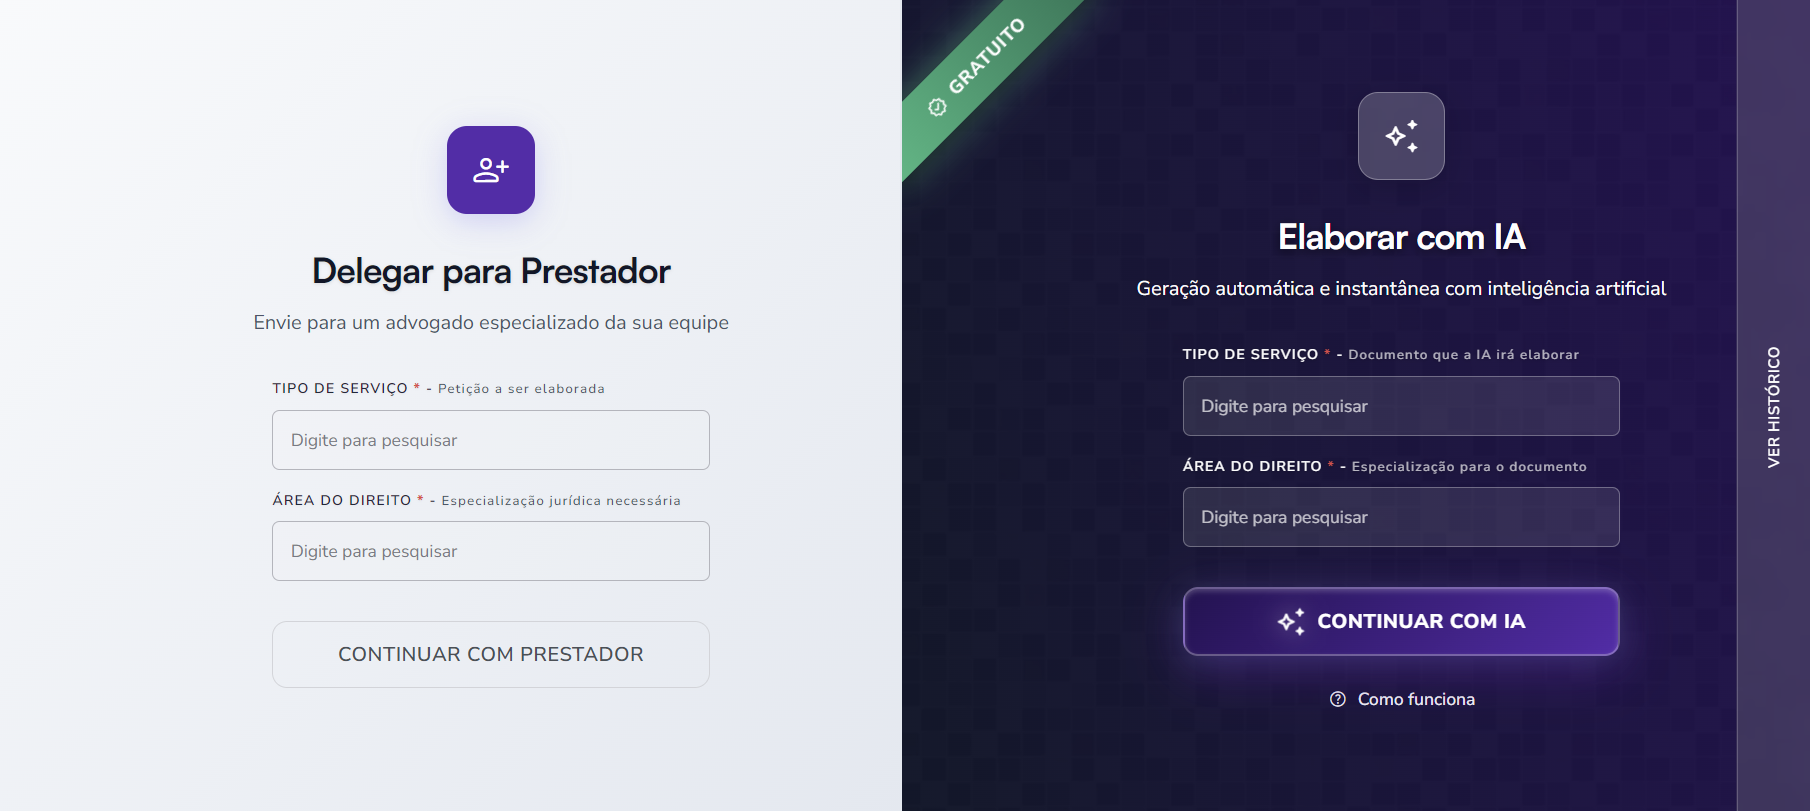 Delegar para Prestador
Envie para um advogado especializado da sua equipe
TIPO DE SERVIÇO * - Petição a ser elaborada
Digite para pesquisar
ÁREA DO DIREITO * - Especialização jurídica necessária
Digite para pesquisar
CONTINUAR COM PRESTADOR
GRATUITO
Elaborar com IA
Geração automática e instantânea com inteligência artificial
TIPO DE SERVIÇO * - Documento que a IA irá elaborar
Digite para pesquisar
ÁREA DO DIREITO * - Especialização para o documento
Digite para pesquisar
CONTINUAR COM IA
Como funciona
VER HISTÓRICO